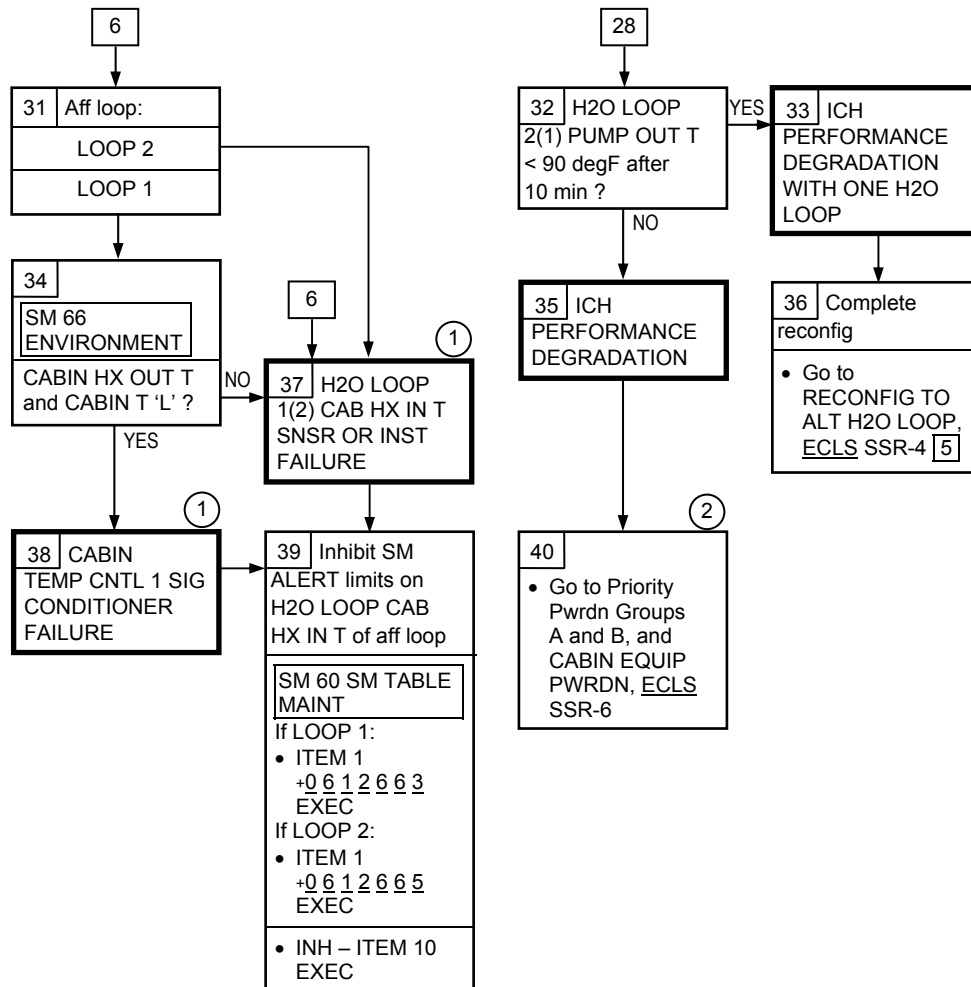 6
31 Aff loop:
LOOP 2
LOOP 1
34
SM 66
ENVIRONMENT
CABIN HX OUT T
and CABIN T ‘L’ ?
NO
YES
6
1
37 H2O LOOP
1(2) CAB HX IN T
SNSR OR INST
FAILURE
1
38 CABIN
TEMP CNTL 1 SIG
CONDITIONER
FAILURE
39 Inhibit SM
ALERT limits on
H2O LOOP CAB
HX IN T of aff loop
SM 60 SM TABLE
MAINT
If LOOP 1:
• ITEM 1
+0 6 1 2 6 6 3
EXEC
If LOOP 2:
• ITEM 1
+0 6 1 2 6 6 5
EXEC
• INH – ITEM 10
EXEC
28
32 H2O LOOP
2(1) PUMP OUT T
< 90 degF after
10 min ?
YES
NO
33 ICH
PERFORMANCE
DEGRADATION
WITH ONE H2O
LOOP
35 ICH
PERFORMANCE
DEGRADATION
36 Complete
reconfig
• Go to
RECONFIG TO
ALT H2O LOOP,
ECLS SSR-4 5
2
40
• Go to Priority
Pwrdn Groups
A and B, and
CABIN EQUIP
PWRDN, ECLS
SSR-6